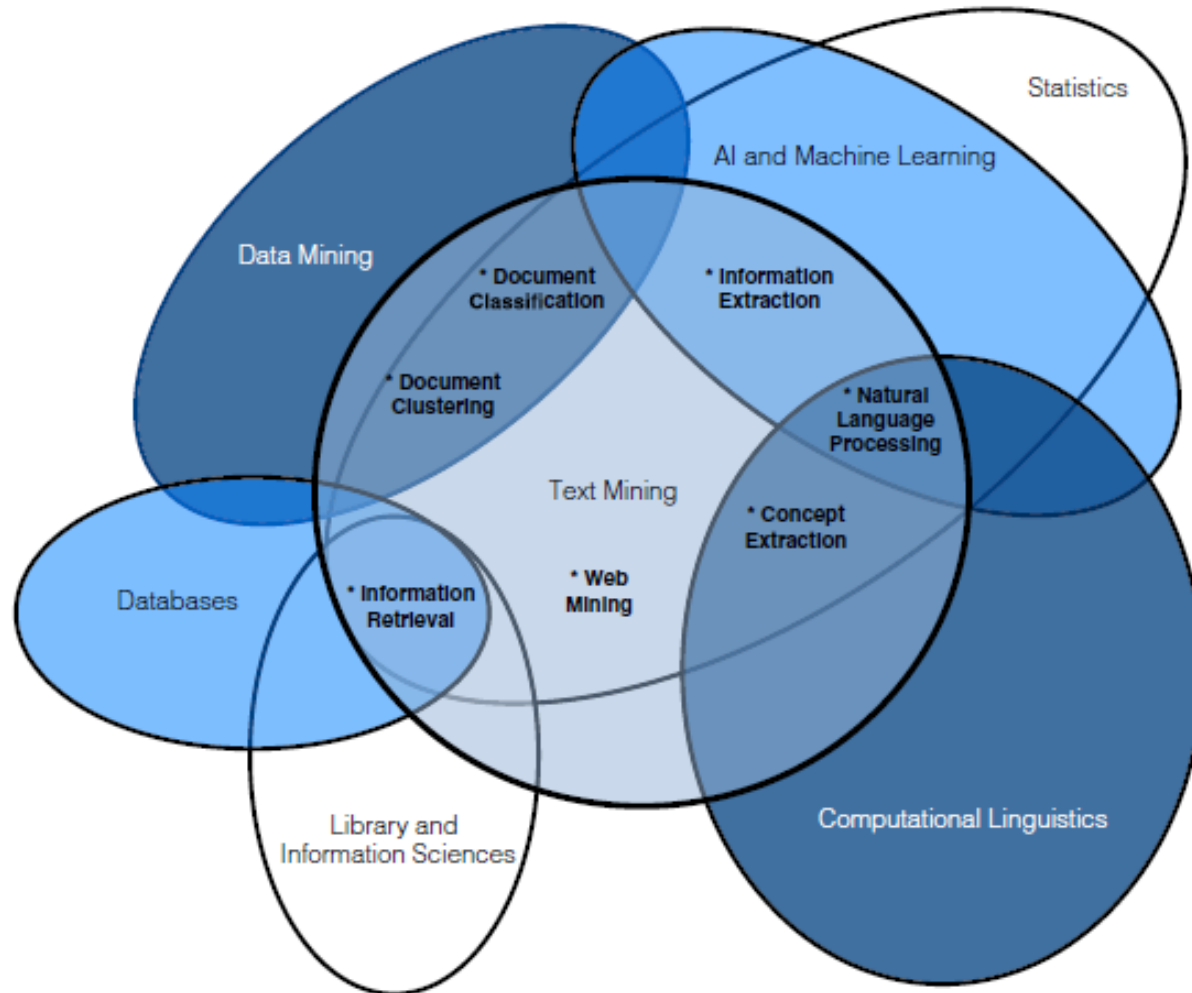 Statistics
AI and Machine Learning
Data Mining
* Document
Classification
* Information
Extraction
* Document
Clustering
* Natural
Language
Processing
Text Mining
* Concept
Extraction
* Web
Mining
Databases
* Information
Retrieval
Library and
Information Sciences
Computational Linguistics